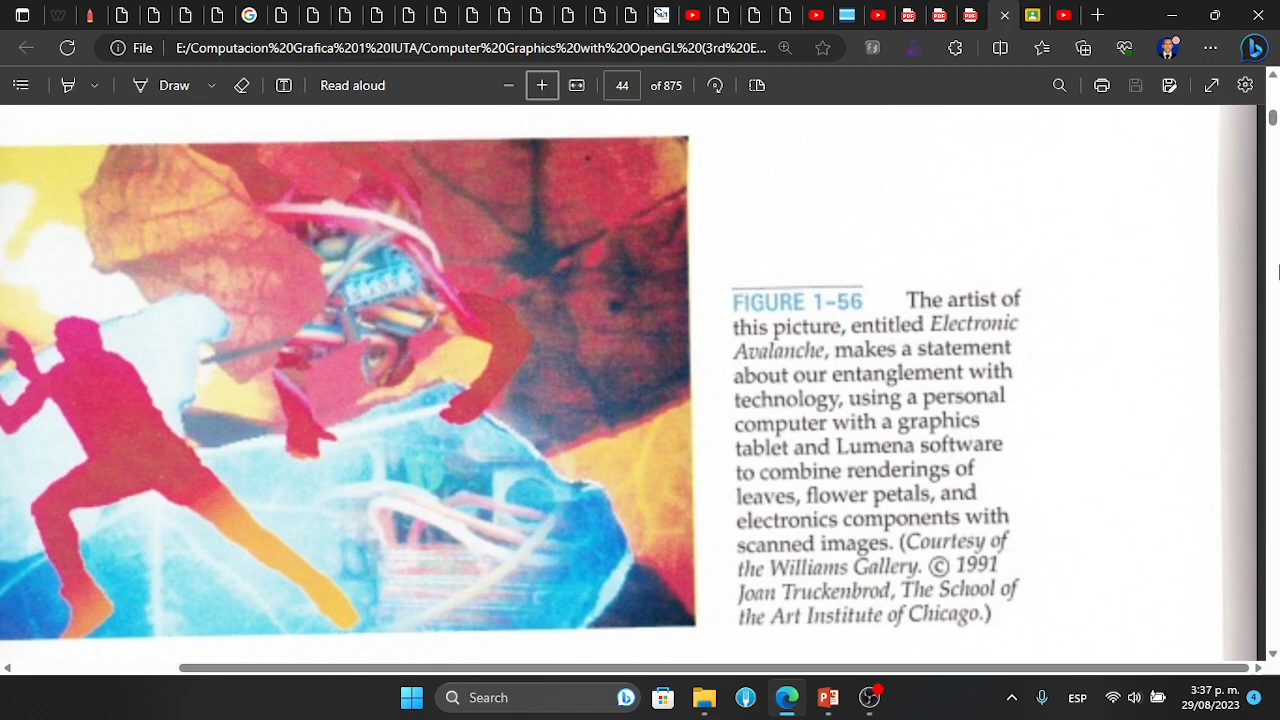 File
E:/Computacion%20Grafica%201%20IUTA/Computer%20Graphics%20with%20OpenGL%20(3rd%20E...
Draw
Read aloud
44
of 875
FIGURE 1–56 The artist of
this picture, entitled Electronic
Avalanche, makes a statement
about our entanglement with
technology, using a personal
computer with a graphics
tablet and Lumena software
to combine renderings of
leaves, flower petals, and
electronics components with
scanned images. (Courtesy of
the Williams Gallery. © 1991
Joan Truckenbrod, The School of
the Art Institute of Chicago.)
Search
ESP
3:37 p. m.
29/08/2023
4